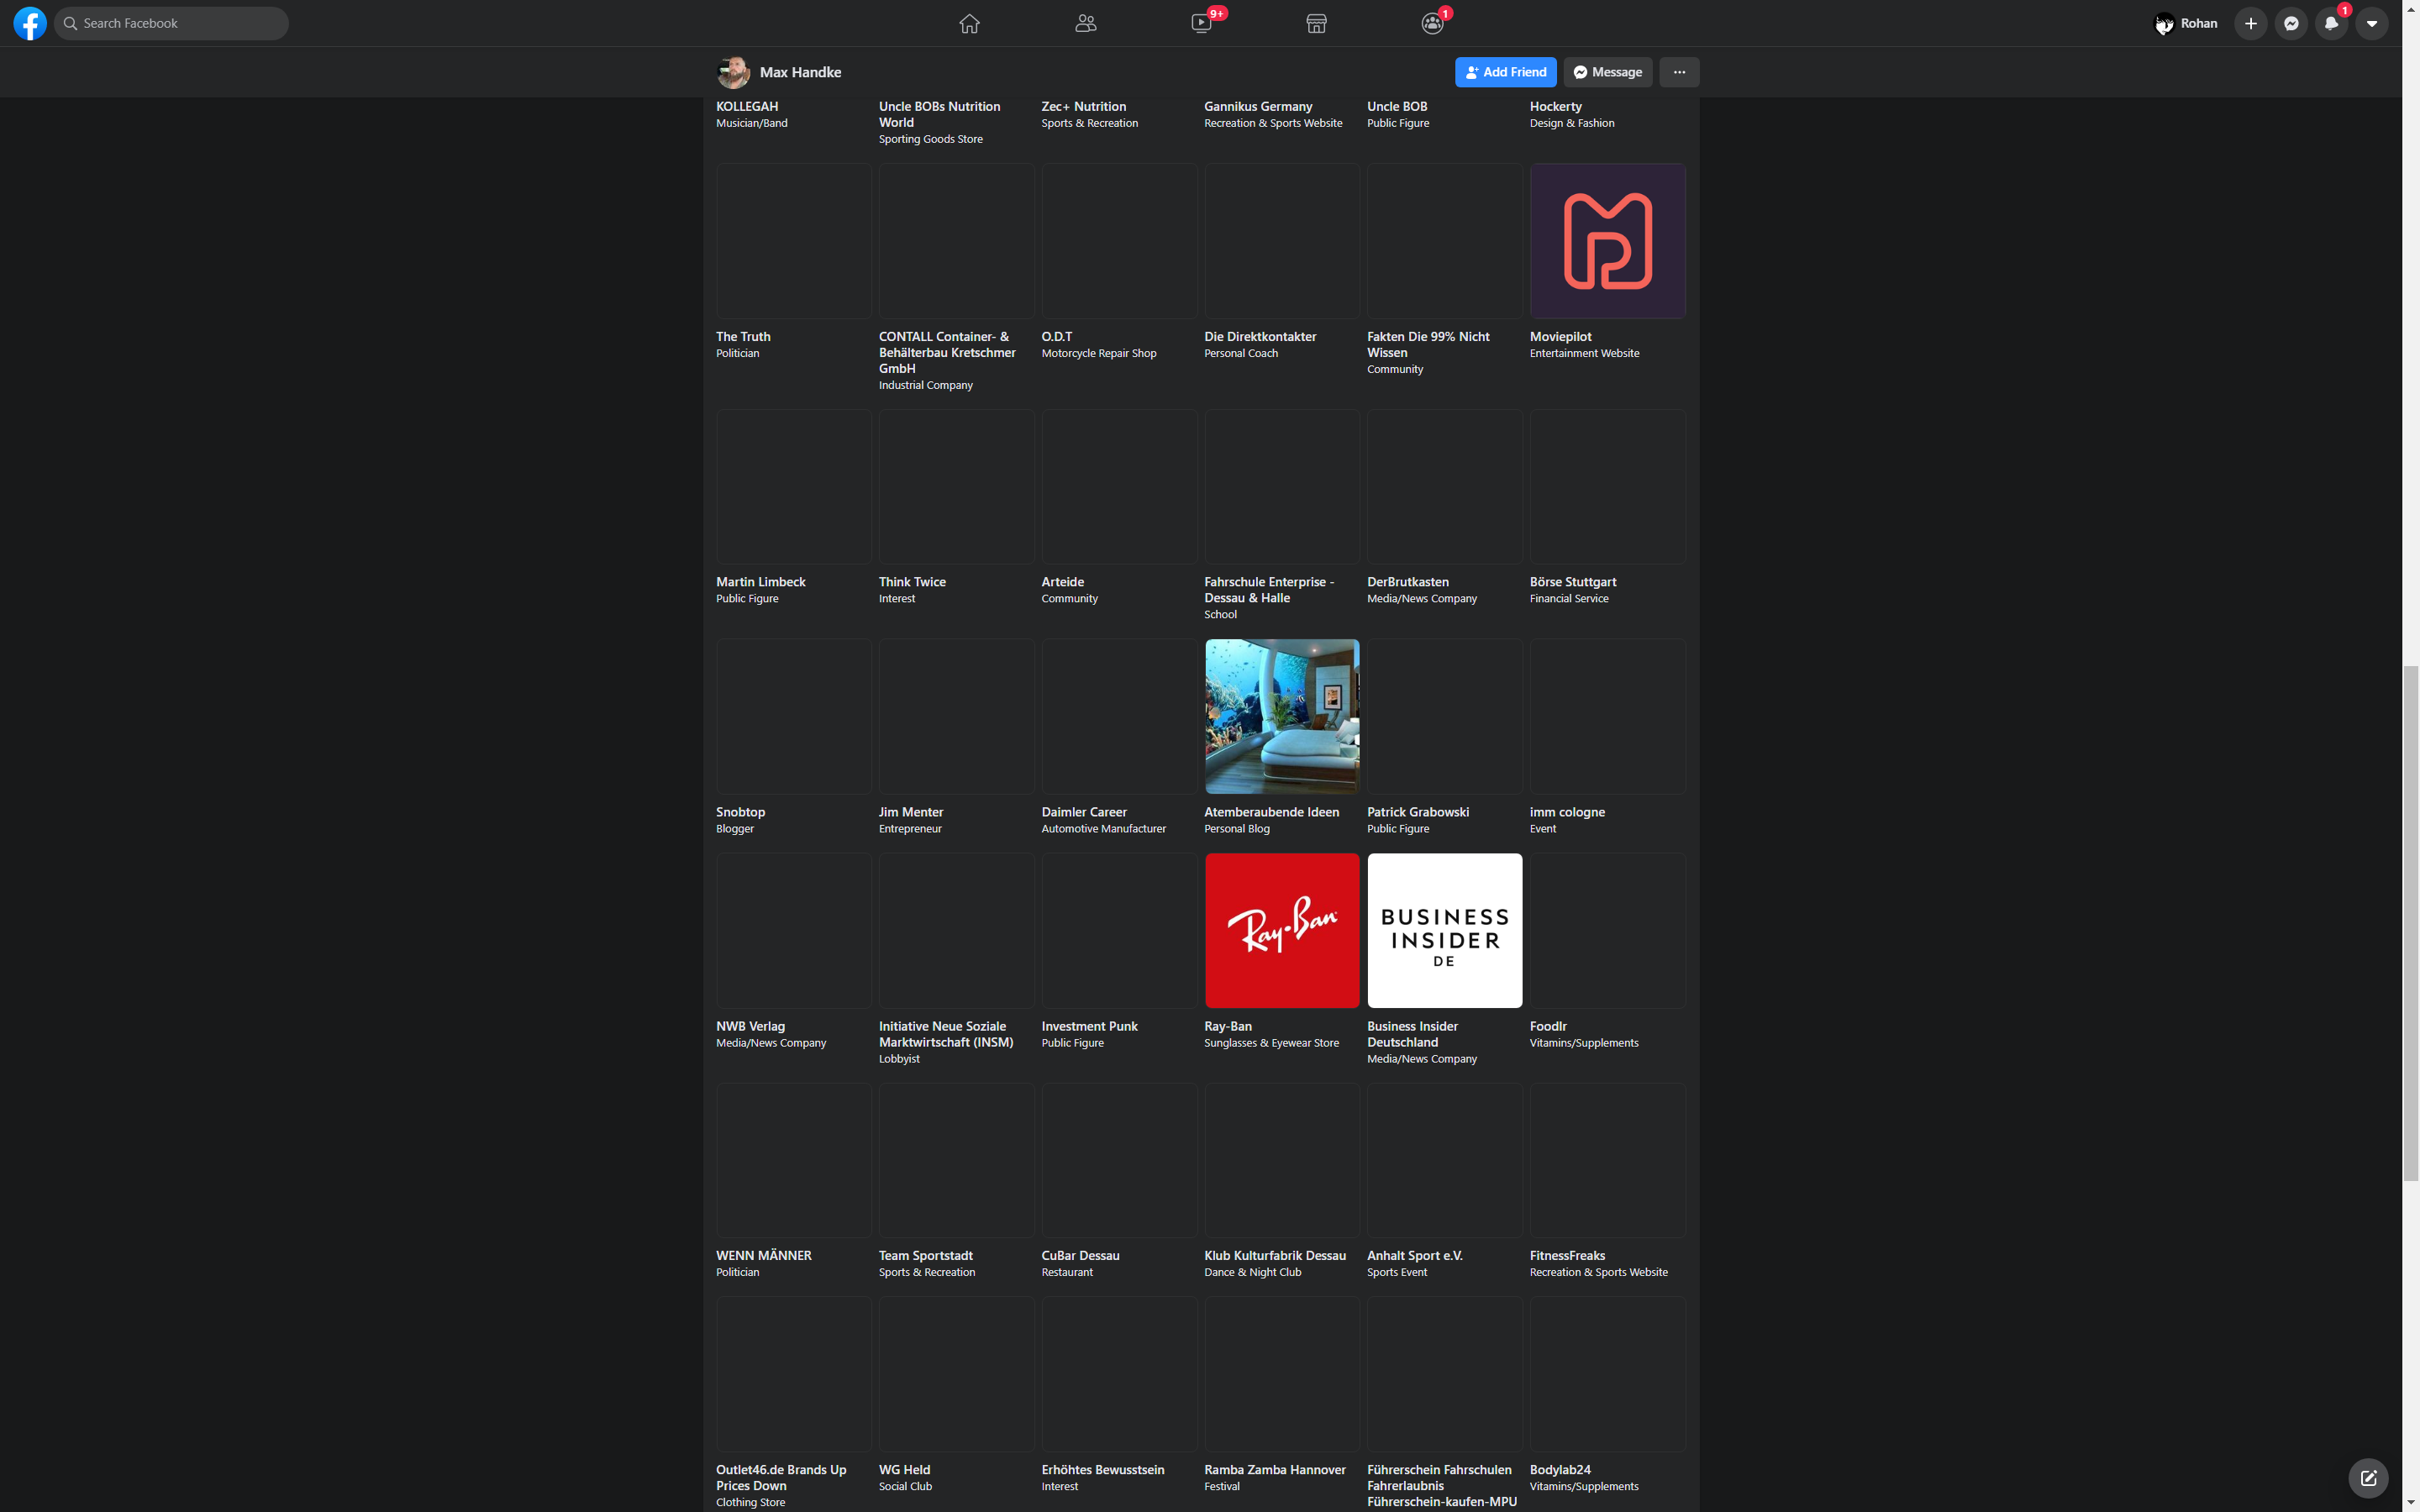 Search Facebook
9+
1
Rohan
1
Max Handke
Add Friend
Message
KOLLEGAH
Musician/Band
Uncle BOBs Nutrition
World
Sporting Goods Store
Zec+ Nutrition
Sports & Recreation
Gannikus Germany
Recreation & Sports Website
Uncle BOB
Public Figure
Hockerty
Design & Fashion
The Truth
Politician
CONTALL Container- &
Behälterbau Kretschmer
GmbH
Industrial Company
O.D.T
Motorcycle Repair Shop
Die Direktkontakter
Personal Coach
Fakten Die 99% Nicht
Wissen
Community
Moviepilot
Entertainment Website
Martin Limbeck
Public Figure
Think Twice
Interest
Arteide
Community
Fahrschule Enterprise -
Dessau & Halle
School
DerBrutkasten
Media/News Company
Börse Stuttgart
Financial Service
Snobtop
Blogger
Jim Menter
Entrepreneur
Daimler Career
Automotive Manufacturer
Atemberaubende Ideen
Personal Blog
Patrick Grabowski
Public Figure
imm cologne
Event
Ray-Ban
BUSINESS
INSIDER
DE
NWB Verlag
Media/News Company
Initiative Neue Soziale
Marktwirtschaft (INSM)
Lobbyist
Investment Punk
Public Figure
Ray-Ban
Sunglasses & Eyewear Store
Business Insider
Deutschland
Media/News Company
Foodlr
Vitamins/Supplements
WENN MÄNNER
Politician
Team Sportstadt
Sports & Recreation
CuBar Dessau
Restaurant
Klub Kulturfabrik Dessau
Dance & Night Club
Anhalt Sport e.V.
Sports Event
FitnessFreaks
Recreation & Sports Website
Outlet46.de Brands Up
Prices Down
Clothing Store
WG Held
Social Club
Erhöhtes Bewusstsein
Interest
Ramba Zamba Hannover
Festival
Führerschein Fahrschulen
Fahrerlaubnis
Führerschein-kaufen-MPU
Bodylab24
Vitamins/Supplements